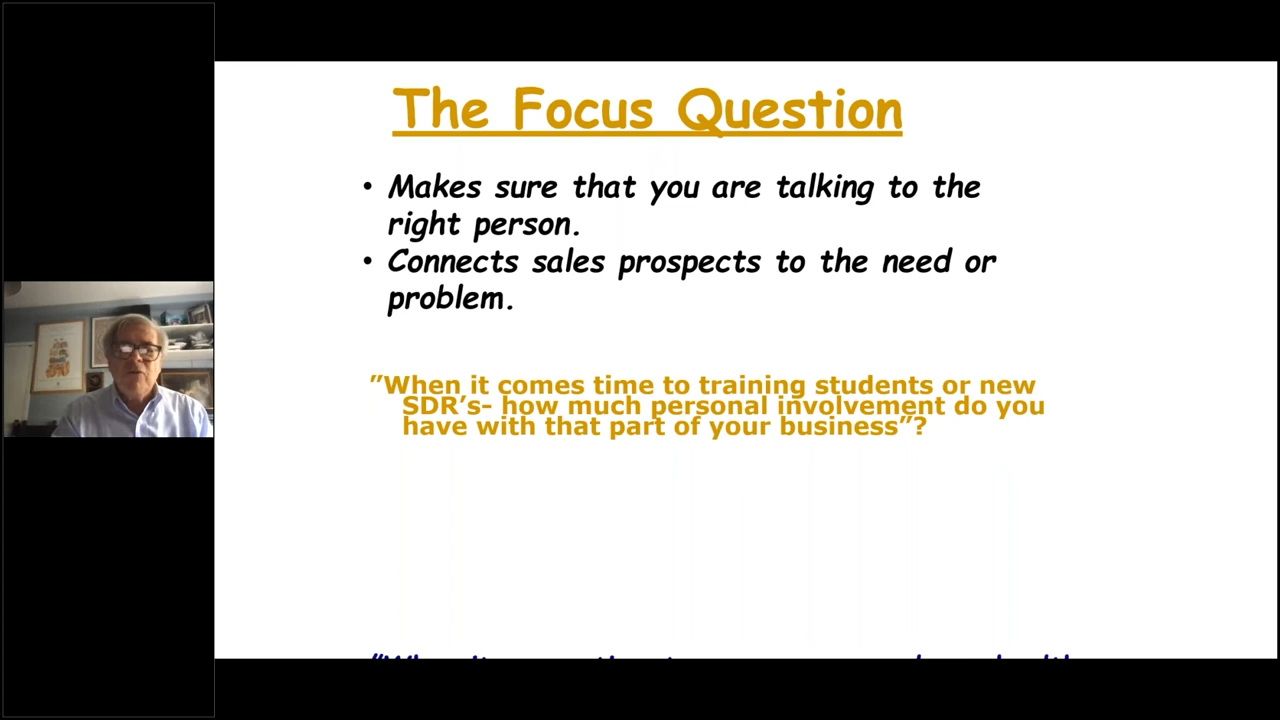 The Focus Question
• Makes sure that you are talking to the
right person.
• Connects sales prospects to the need or
problem.
”When it comes time to training students or new
SDR’s- how much personal involvement do you
have with that part of your business”?